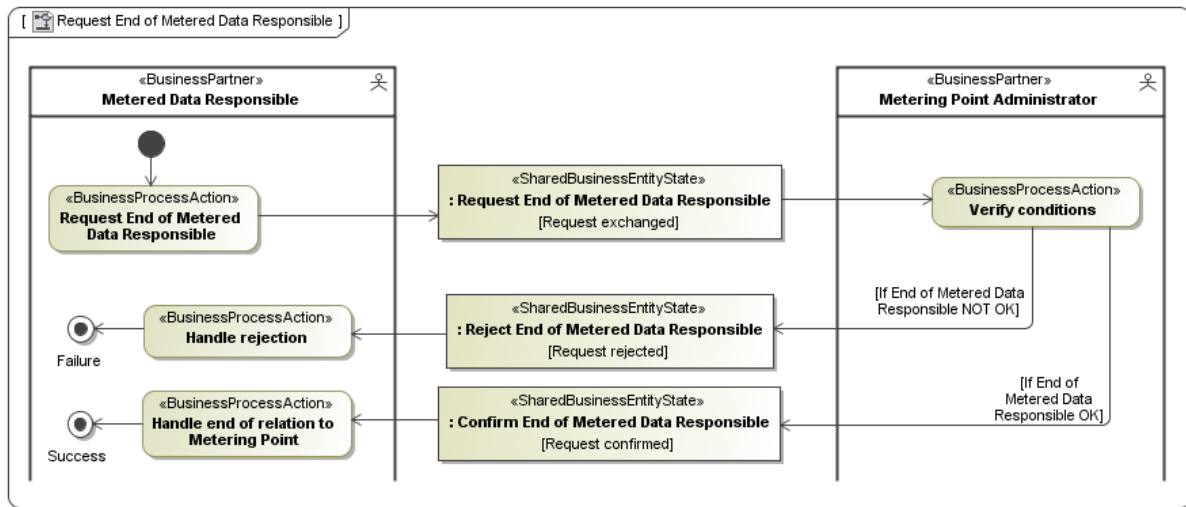 [ Request End of Metered Data Responsible ]
«BusinessPartner»
Metered Data Responsible
«BusinessPartner»
Metering Point Administrator
«BusinessProcessAction»
Request End of Metered
Data Responsible
«SharedBusinessEntityState»
: Request End of Metered Data Responsible
[Request exchanged]
«BusinessProcessAction»
Verify conditions
[If End of Metered Data
Responsible NOT OK]
«SharedBusinessEntityState»
: Reject End of Metered Data Responsible
[Request rejected]
«BusinessProcessAction»
Handle rejection
Failure
[If End of
Metered Data
Responsible OK]
«SharedBusinessEntityState»
: Confirm End of Metered Data Responsible
[Request confirmed]
«BusinessProcessAction»
Handle end of relation to
Metering Point
Success